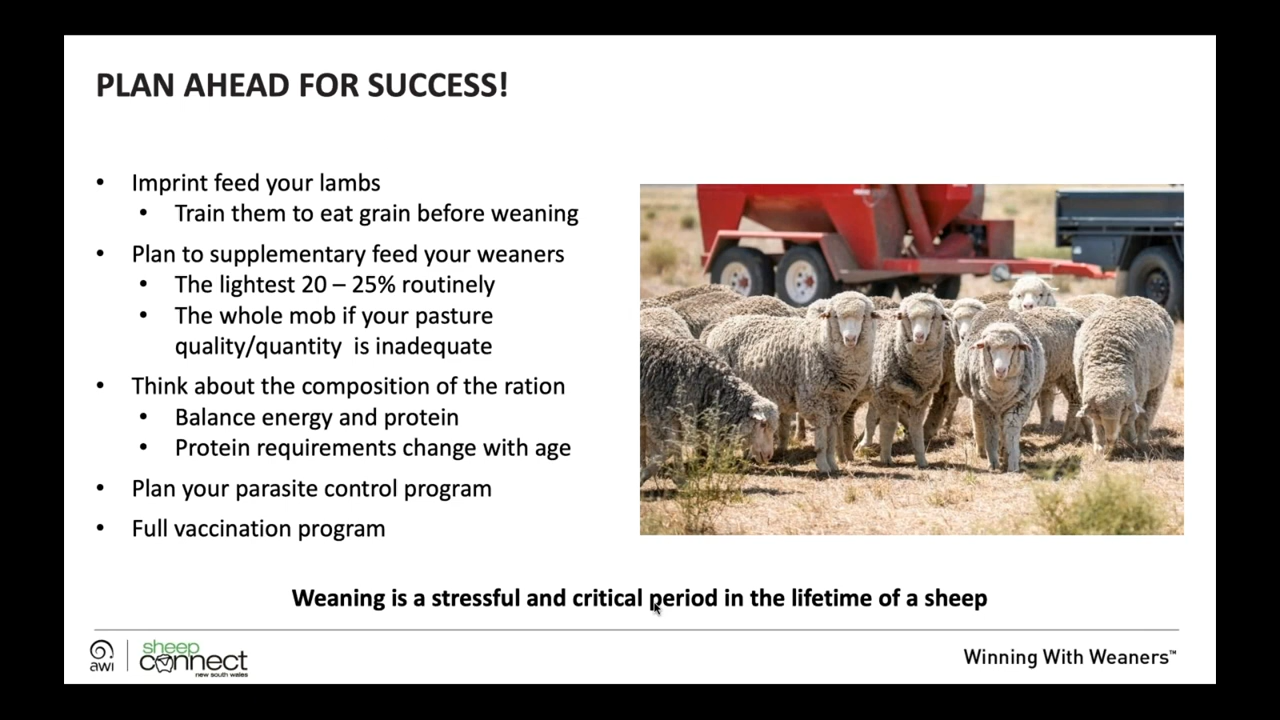 PLAN AHEAD FOR SUCCESS!
• Imprint feed your lambs
• Train them to eat grain before weaning
• Plan to supplementary feed your weaners
• The lightest 20 – 25% routinely
• The whole mob if your pasture
quality/quantity is inadequate
• Think about the composition of the ration
• Balance energy and protein
• Protein requirements change with age
• Plan your parasite control program
• Full vaccination program
Weaning is a stressful and critical period in the lifetime of a sheep
awi
sheep
connect
new south wales
Winning With Weaners™